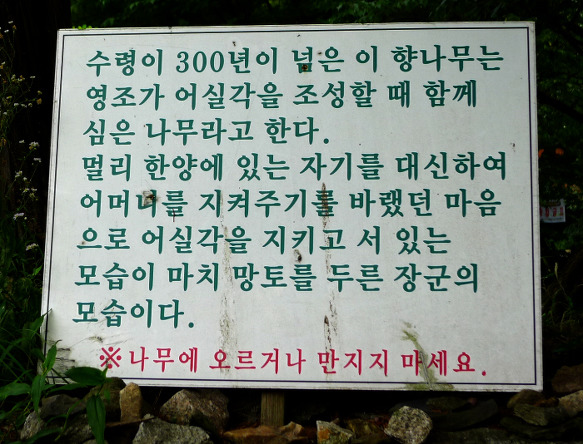 수령이 300년이 넘은 이 향나무는
영조가 어실각을 조성할 때 함께
심은 나무라고 한다.
멀리 한양에 있는 자기를 대신하여
어머니를 지켜주기를 바랬던 마음
으로 어실각을 지키고 서 있는
모습이 마치 망토를 두른 장군의
모습이다.
※나무에 오르거나 만지지 마세요.